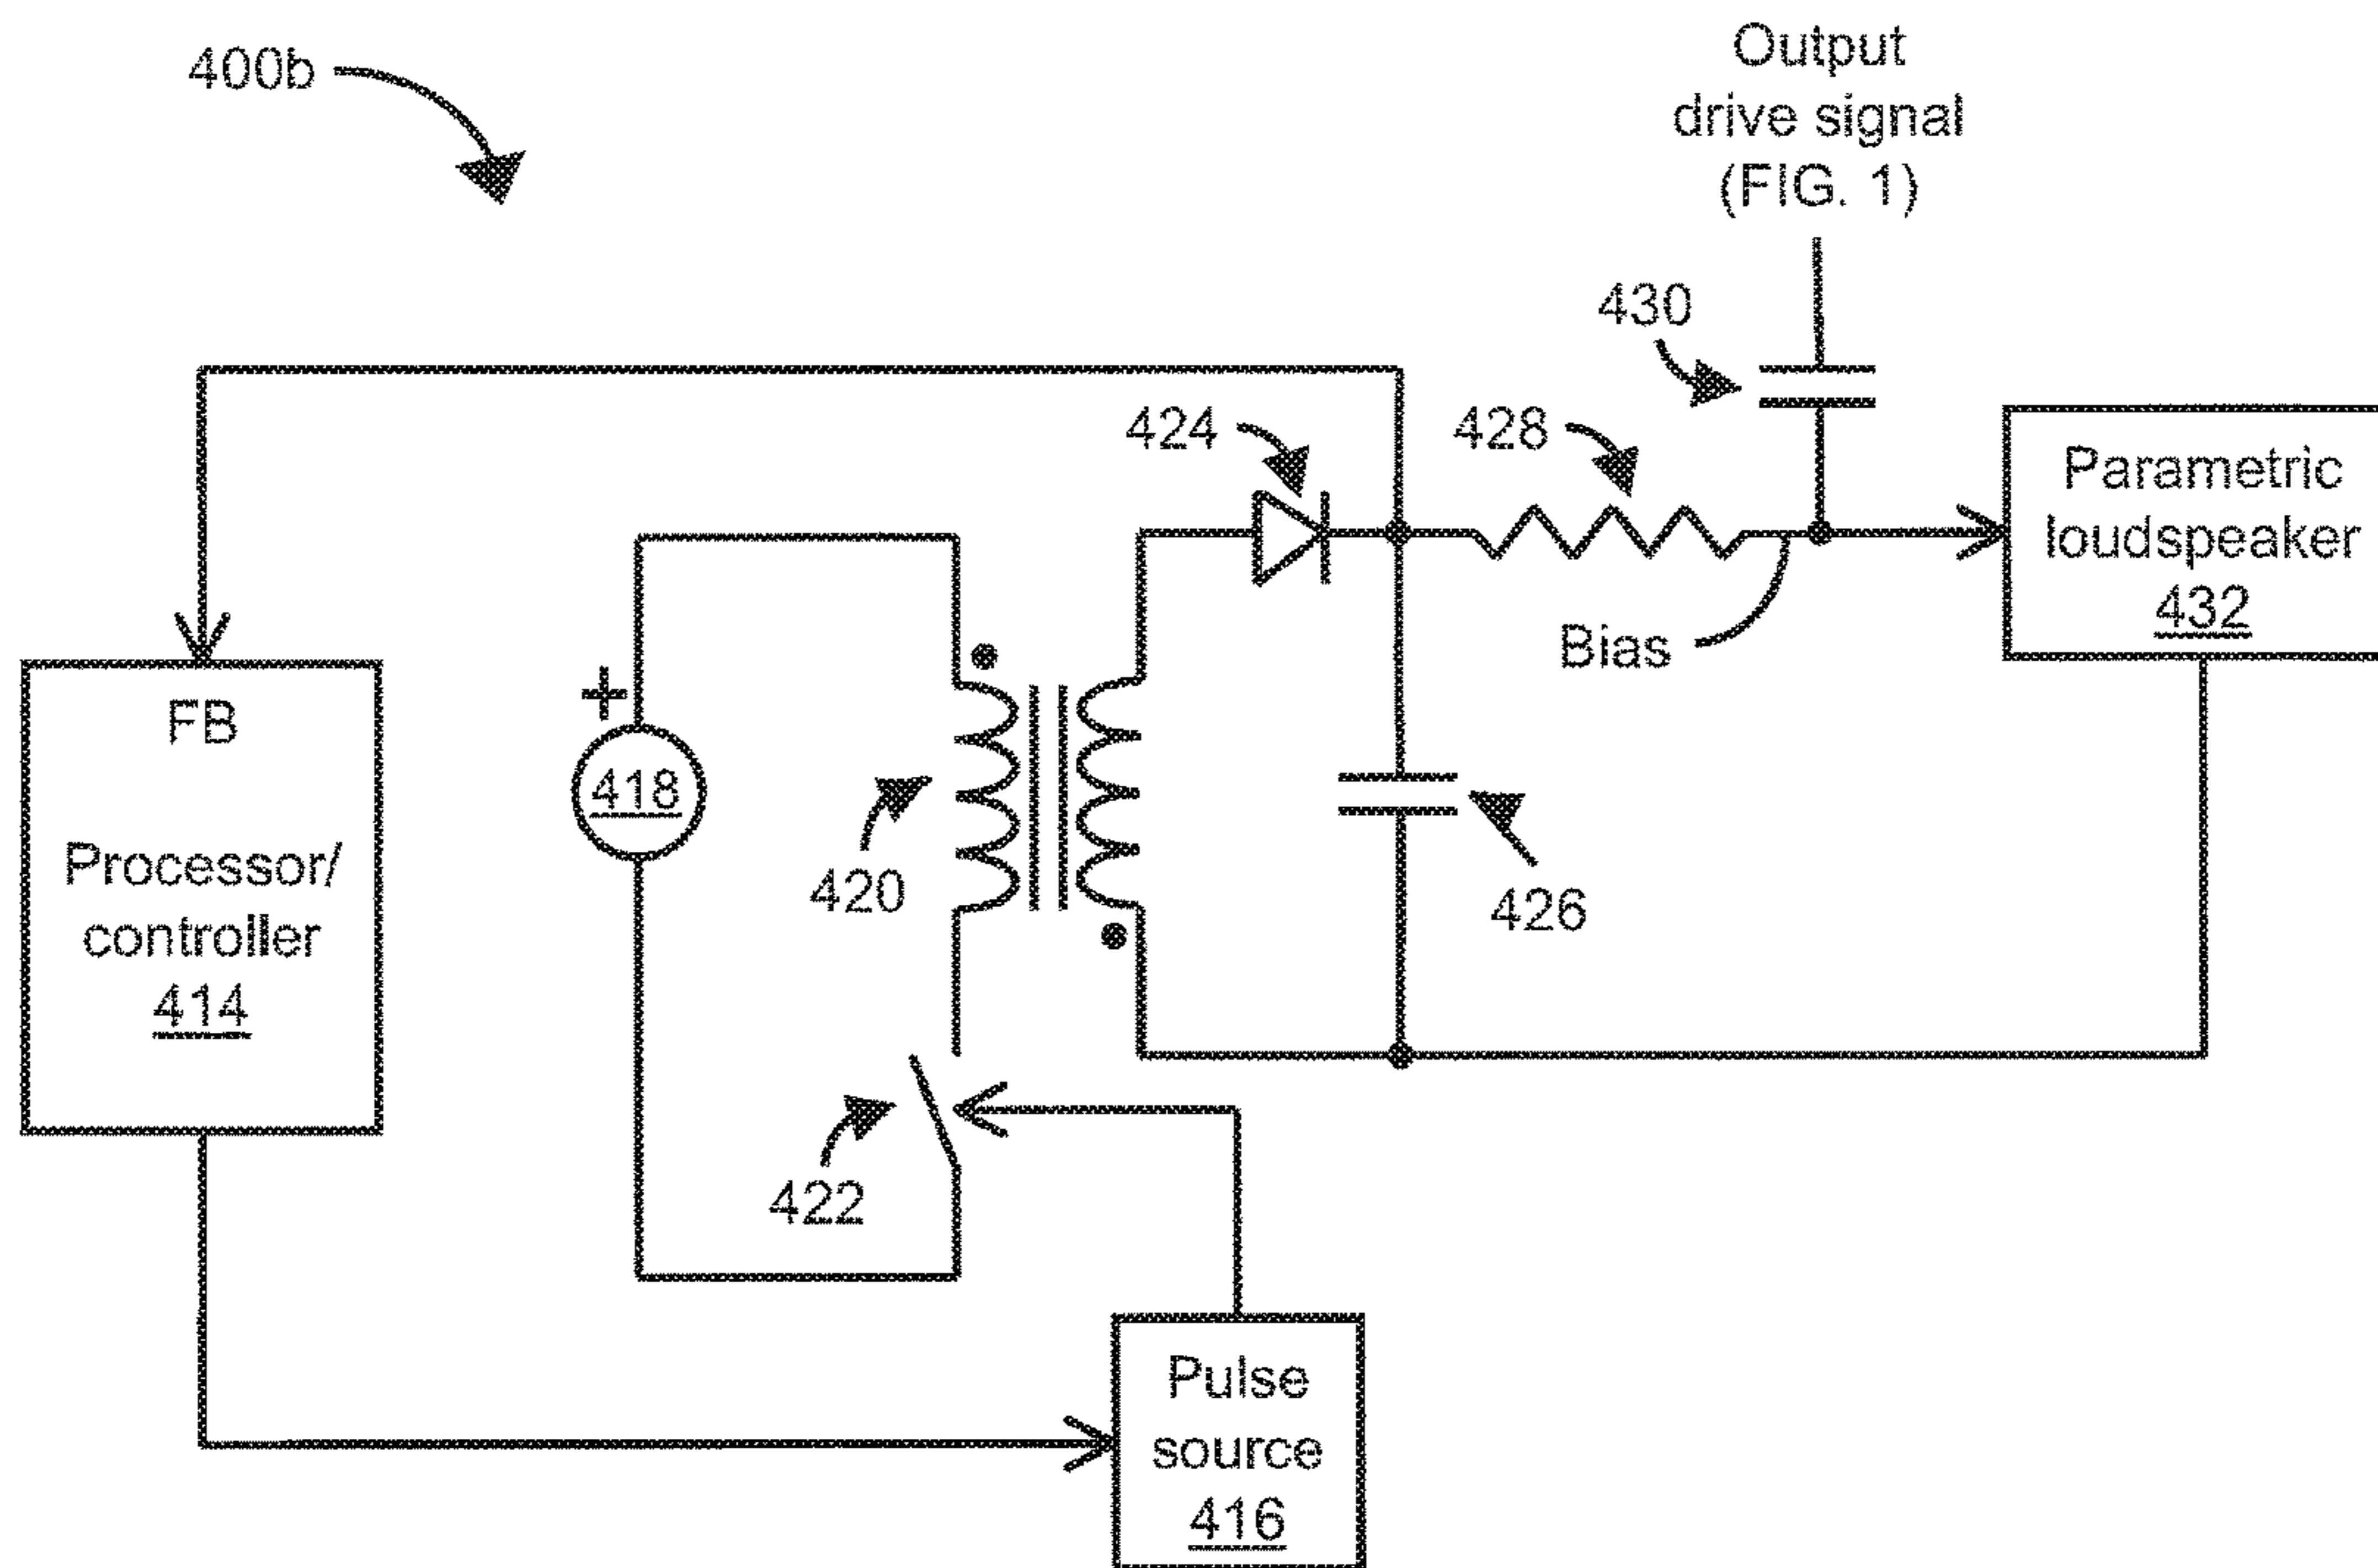 400b
Output
drive signal
(FIG. 1)
430
424
428
Parametric
loudspeaker
432
Bias
FB
Processor/
controller
414
+
418
420
426
422
Pulse
source
416